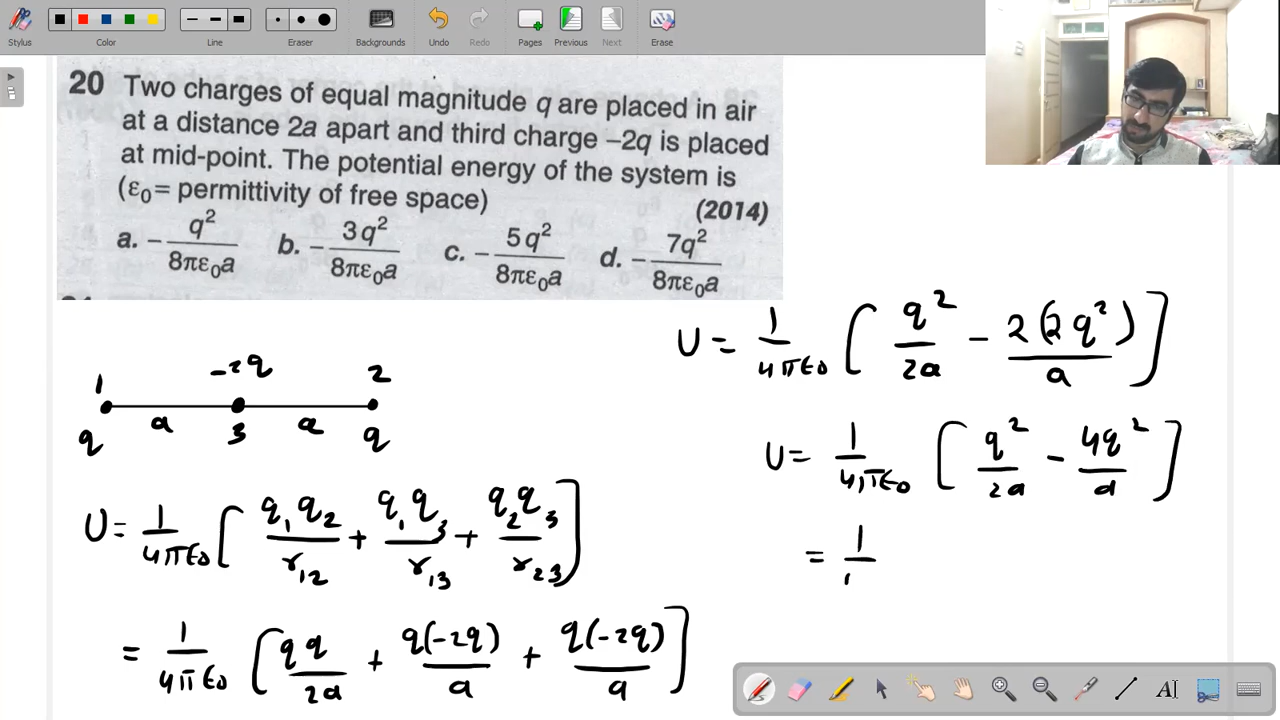 Stylus Color Line Eraser Backgrounds Undo Redo Pages Previous Next Erase
20 Two charges of equal magnitude q are placed in air
at a distance 2a apart and third charge –2q is placed
at mid-point. The potential energy of the system is
(ε₀= permittivity of free space) (2014)
a. - q²/8πε₀a b. - 3q²/8πε₀a c. - 5q²/8πε₀a d. - 7q²/8πε₀a
1 -2q 2
a a
q 3 q
U = 1/4πε₀ [ q₁q₂/r₁₂ + q₁q₃/r₁₃ + q₂q₃/r₂₃ ]
= 1/4πε₀ [ qq/2a + q(-2q)/a + q(-2q)/a ]
U = 1/4πε₀ [ q²/2a - 2(2q²)/a ]
U = 1/4πε₀ [ q²/2a - 4q²/a ]
= 1
AI